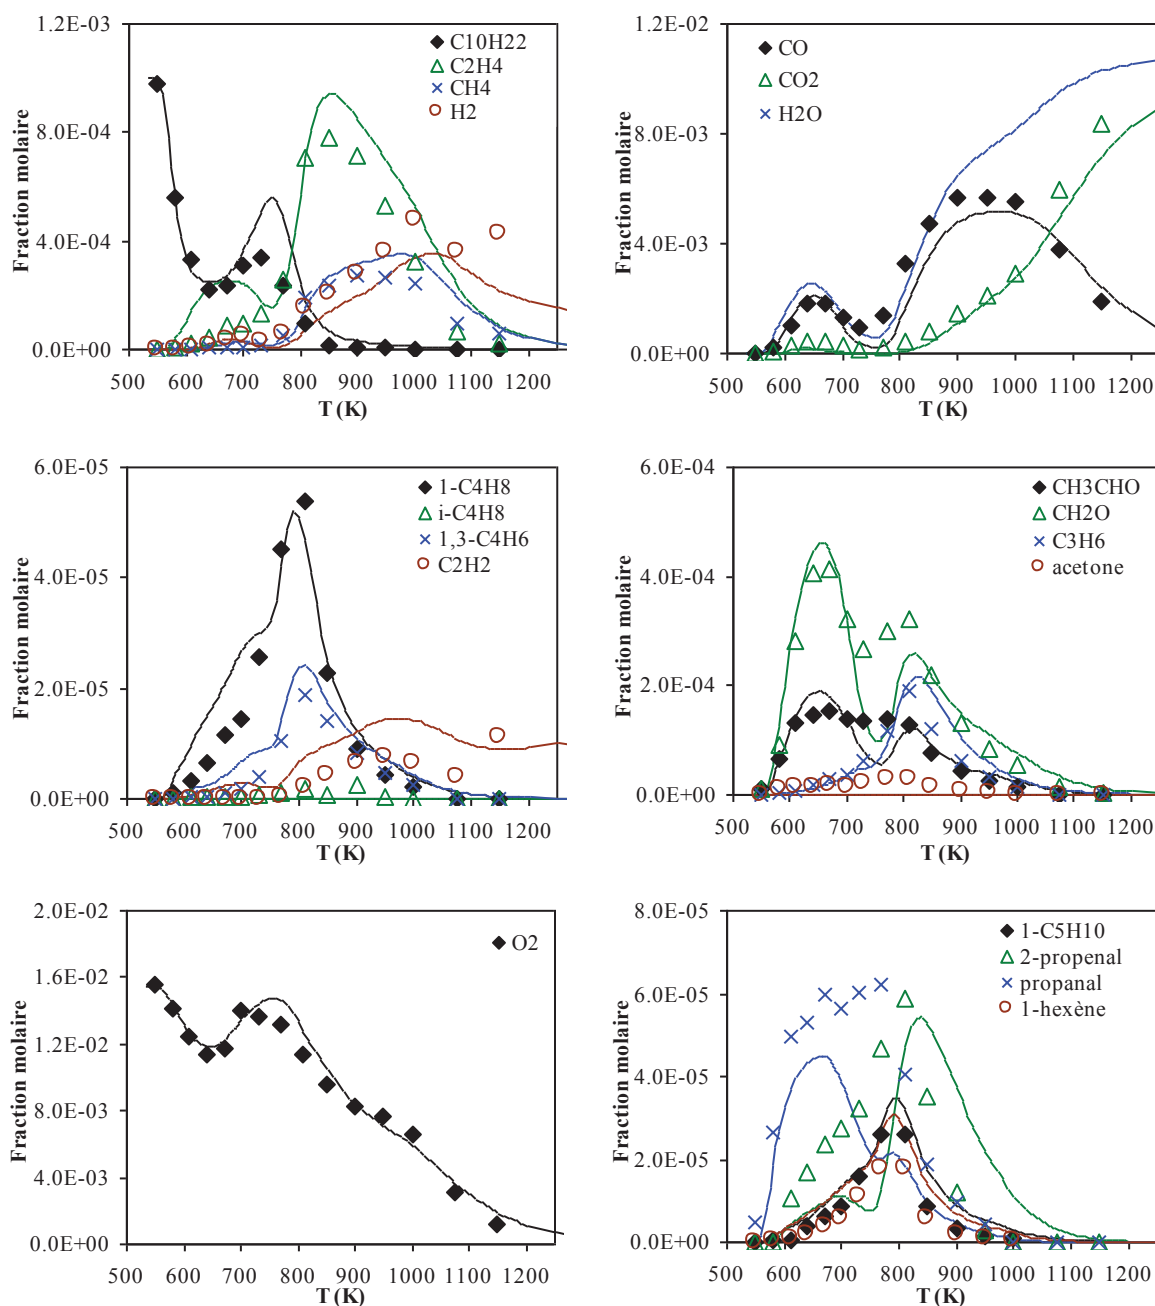 1.2E-03
8.0E-04
4.0E-04
0.0E+00
500 600 700 800 900 1000 1100 1200
T (K)
Fraction molaire
C10H22
C2H4
CH4
H2
1.2E-02
8.0E-03
4.0E-03
0.0E+00
500 600 700 800 900 1000 1100 1200
T (K)
Fraction molaire
CO
CO2
H2O
6.0E-05
4.0E-05
2.0E-05
0.0E+00
500 600 700 800 900 1000 1100 1200
T (K)
Fraction molaire
1-C4H8
i-C4H8
1,3-C4H6
C2H2
6.0E-04
4.0E-04
2.0E-04
0.0E+00
500 600 700 800 900 1000 1100 1200
T (K)
Fraction molaire
CH3CHO
CH2O
C3H6
acetone
2.0E-02
1.6E-02
1.2E-02
8.0E-03
4.0E-03
0.0E+00
500 600 700 800 900 1000 1100 1200
T (K)
Fraction molaire
O2
8.0E-05
6.0E-05
4.0E-05
2.0E-05
0.0E+00
500 600 700 800 900 1000 1100 1200
T (K)
Fraction molaire
1-C5H10
2-propenal
propanal
1-hexène